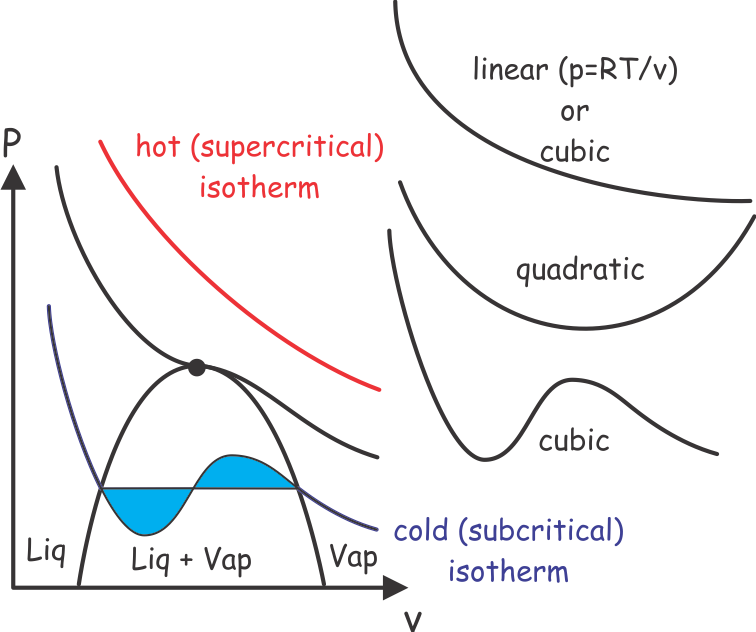 linear (p=RT/v)
or
cubic
P
hot (supercritical)
isotherm
quadratic
cubic
cold (subcritical)
isotherm
Liq
Liq + Vap
Vap
v